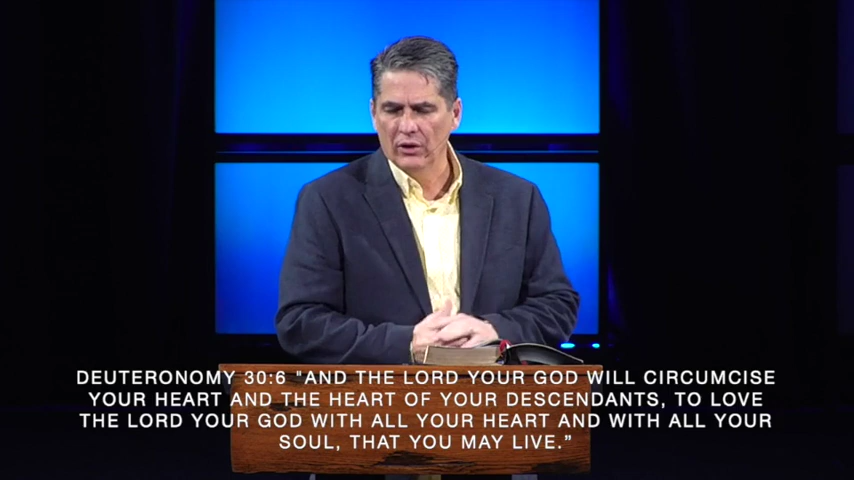 DEUTERONOMY 30:6 "AND THE LORD YOUR GOD WILL CIRCUMCISE
YOUR HEART AND THE HEART OF YOUR DESCENDANTS, TO LOVE
THE LORD YOUR GOD WITH ALL YOUR HEART AND WITH ALL YOUR
SOUL, THAT YOU MAY LIVE.”